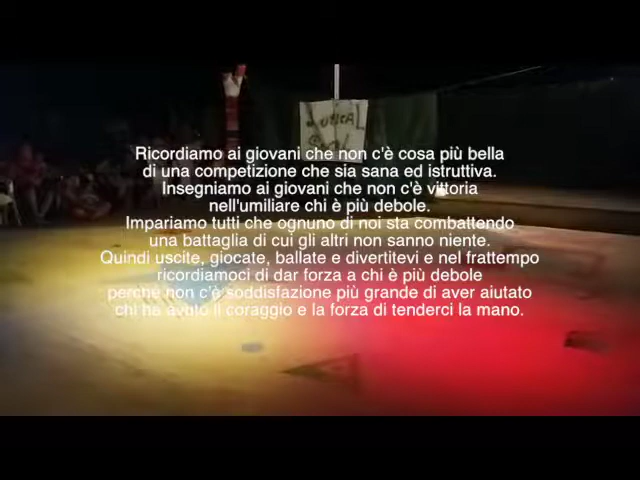 MUSICAL
Ricordiamo ai giovani che non c'è cosa più bella
di una competizione che sia sana ed istruttiva.
Insegniamo ai giovani che non c'è vittoria
nell'umiliare chi è più debole.
Impariamo tutti che ognuno di noi sta combattendo
una battaglia di cui gli altri non sanno niente.
Quindi uscite, giocate, ballate e divertitevi e nel frattempo
ricordiamoci di dar forza a chi è più debole
perchè non c'è soddisfazione più grande di aver aiutato
chi ha avuto il coraggio e la forza di tenderci la mano.